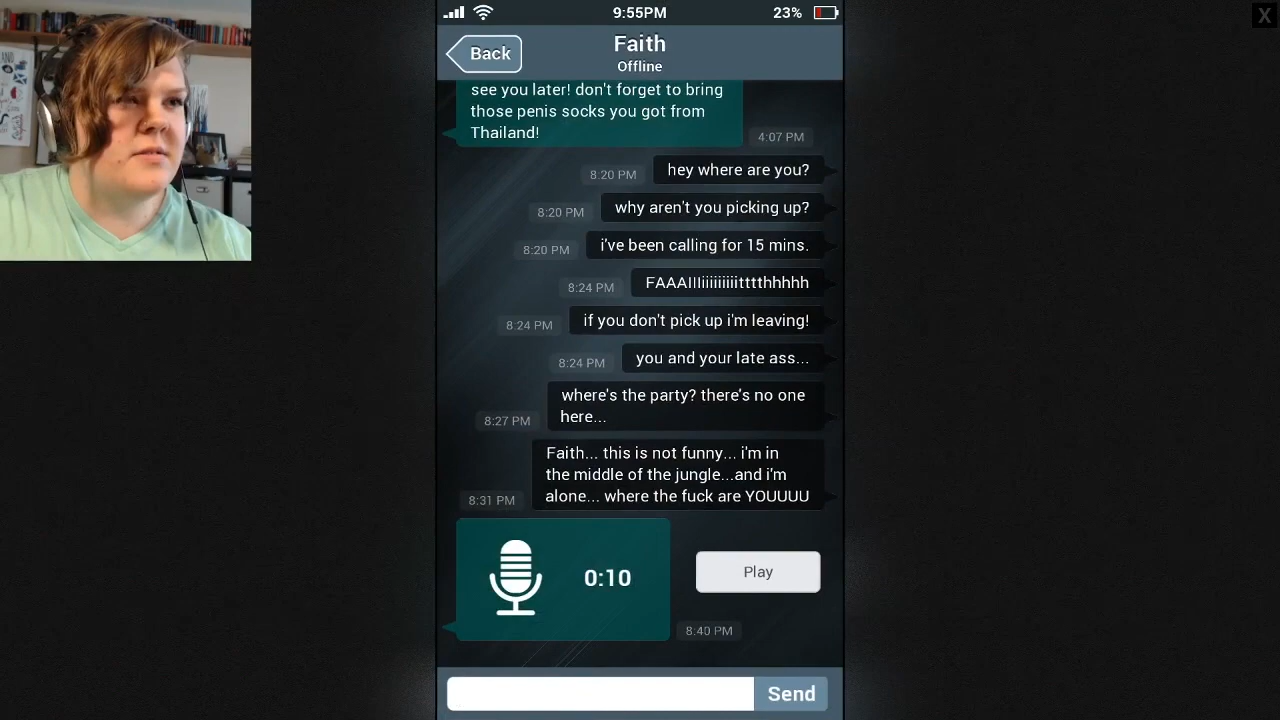 9:55PM
23%
X
Back
Faith
Offline
see you later! don't forget to bring
those penis socks you got from
Thailand!
4:07 PM
hey where are you?
8:20 PM
why aren't you picking up?
8:20 PM
i've been calling for 15 mins.
8:20 PM
FAAAIIIiiiiiiiitttthhhhh
8:24 PM
if you don't pick up i'm leaving!
8:24 PM
you and your late ass...
8:24 PM
where's the party? there's no one
here...
8:27 PM
Faith... this is not funny... i'm in
the middle of the jungle...and i'm
alone... where the fuck are YOUUUU
8:31 PM
0:10
Play
8:40 PM
Send